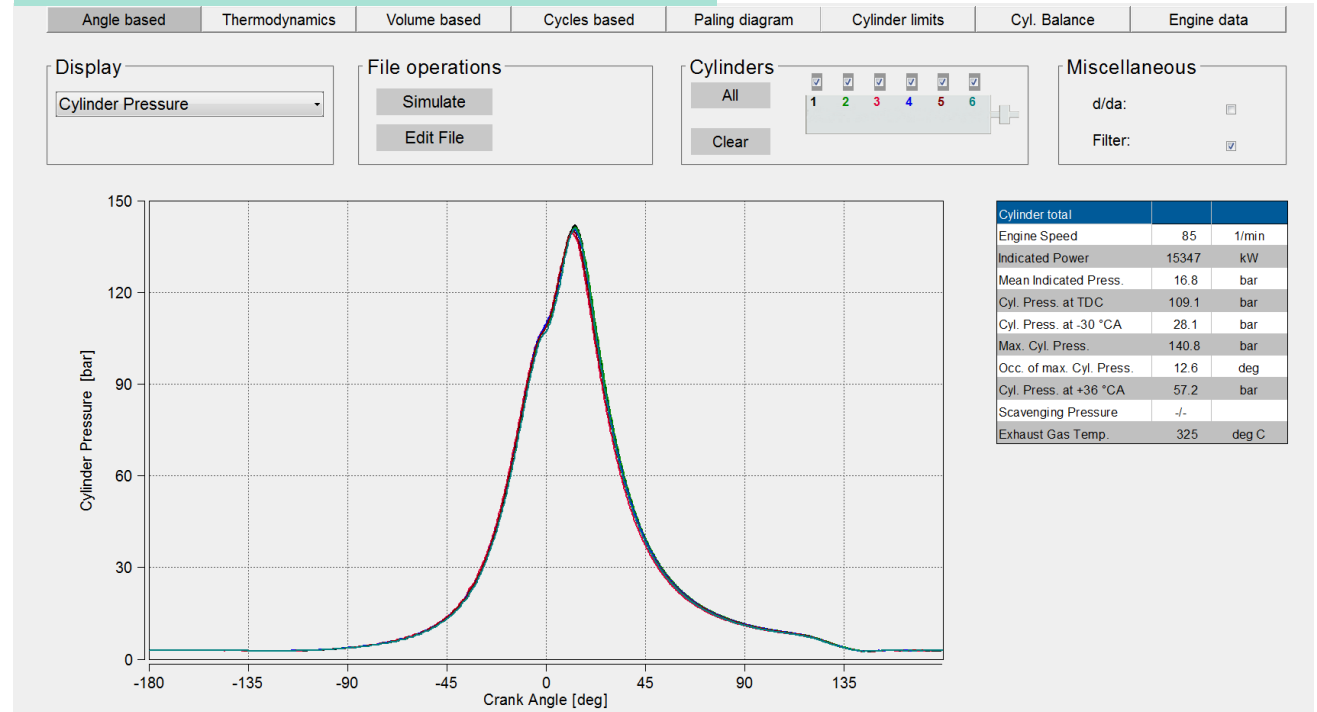 Angle based Thermodynamics Volume based Cycles based Paling diagram Cylinder limits Cyl. Balance Engine data
Display File operations Cylinders Miscellaneous
Cylinder Pressure
Simulate
Edit File
All
Clear
1 2 3 4 5 6
d/da:
Filter:
150
120
90
60
30
0
Cylinder Pressure [bar]
-180 -135 -90 -45 0 45 90 135
Crank Angle [deg]
Cylinder total
Engine Speed 85 1/min
Indicated Power 15347 kW
Mean Indicated Press. 16.8 bar
Cyl. Press. at TDC 109.1 bar
Cyl. Press. at -30 °CA 28.1 bar
Max. Cyl. Press. 140.8 bar
Occ. of max. Cyl. Press. 12.6 deg
Cyl. Press. at +36 °CA 57.2 bar
Scavenging Pressure -/-
Exhaust Gas Temp. 325 deg C